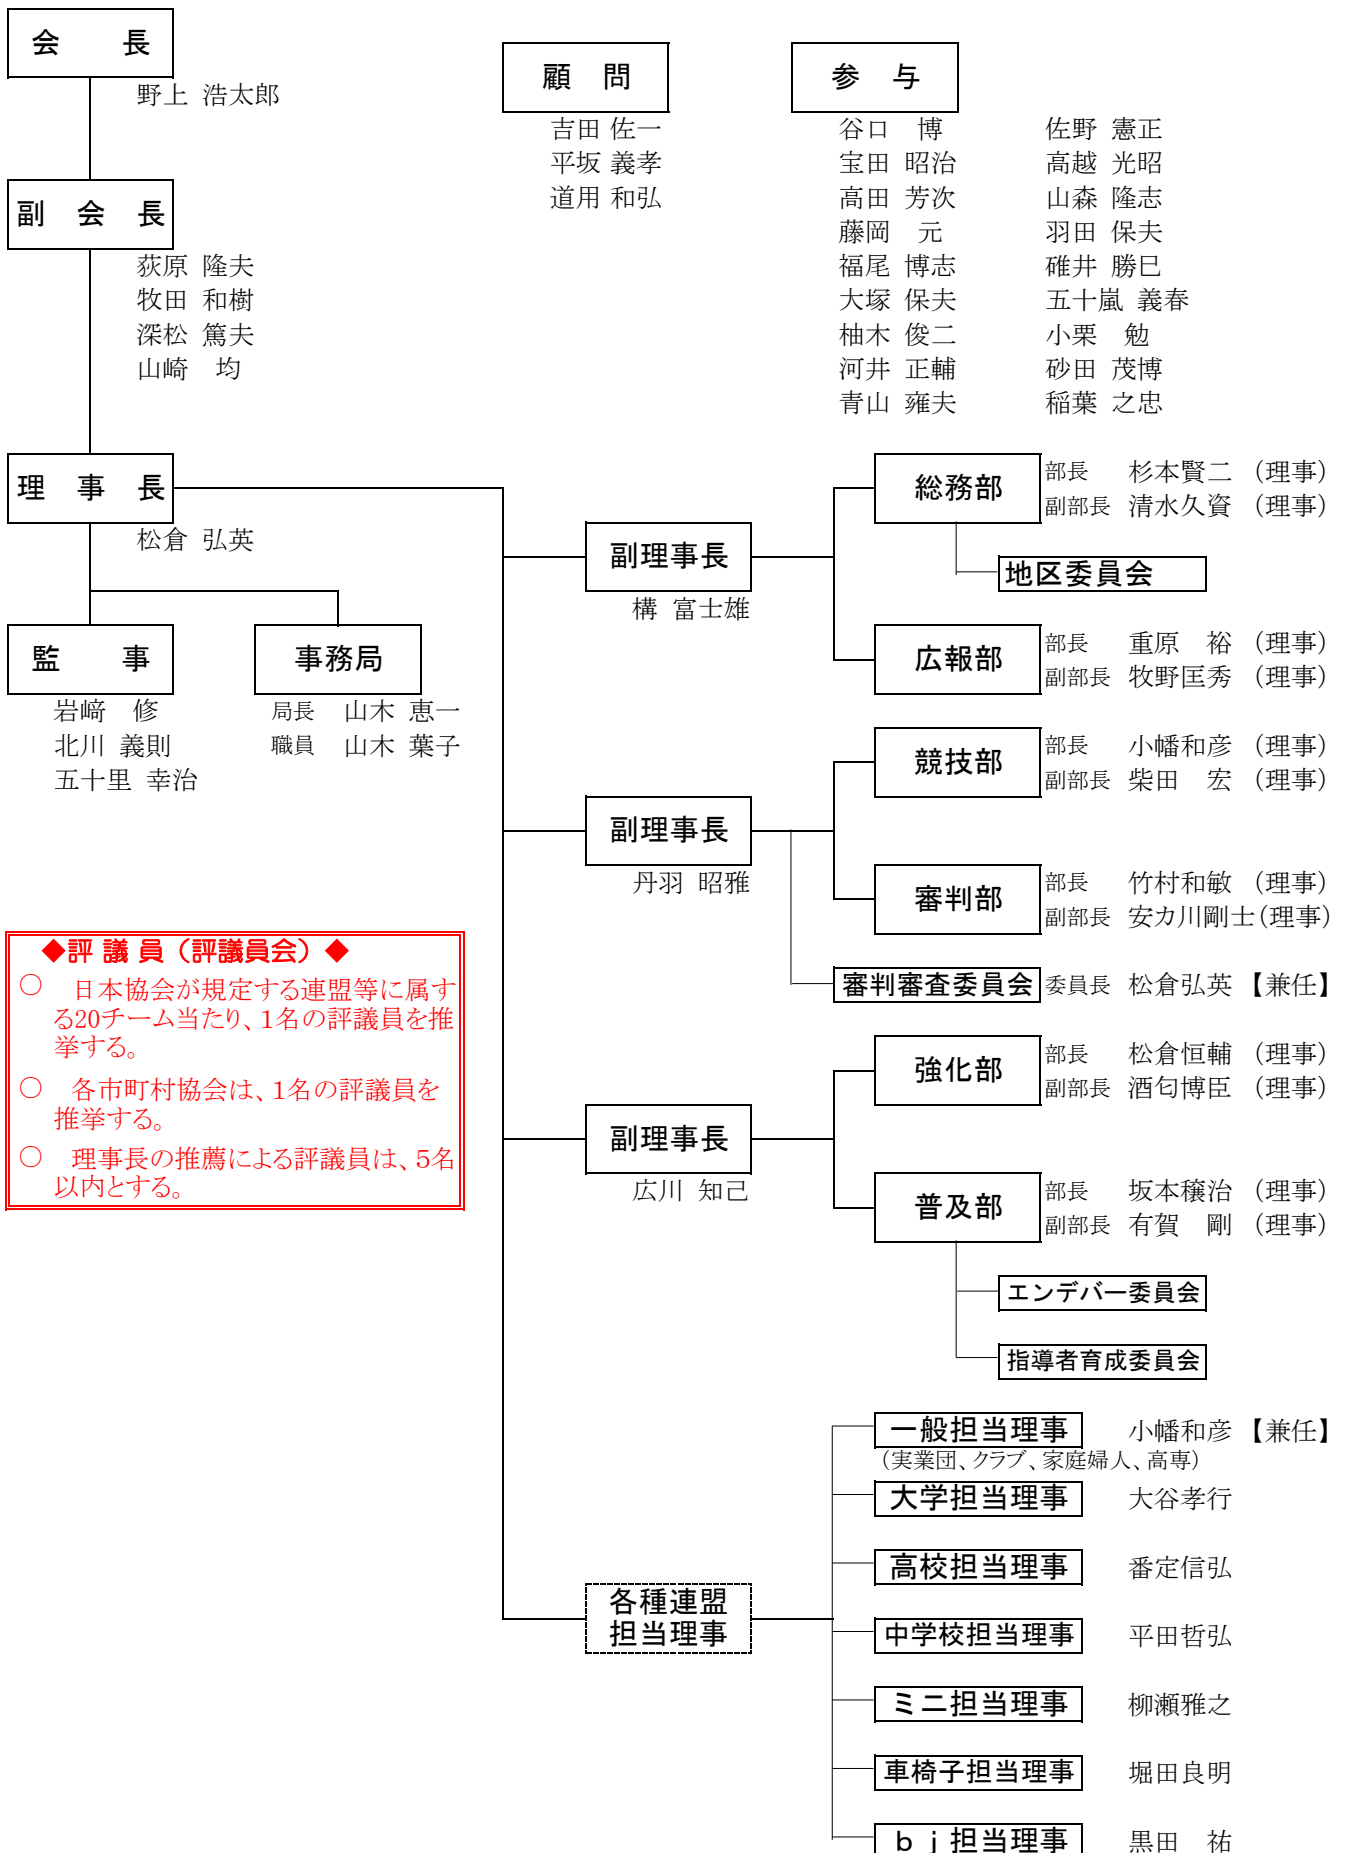 会　　長
野上 浩太郎
副　会　長
荻原 隆夫
牧田 和樹
深松 篤夫
山崎　均
顧　問
吉田 佐一
平坂 義孝
道用 和弘
参　与
谷口　博　佐野 憲正
宝田 昭治　高越 光昭
高田 芳次　山森 隆志
藤岡　元　羽田 保夫
福尾 博志　碓井 勝巳
大塚 保夫　五十嵐 義春
柚木 俊二　小栗　勉
河井 正輔　砂田 茂博
青山 雍夫　稲葉 之忠
理　事　長
松倉 弘英
監　　事
岩﨑　修
北川 義則
五十里 幸治
事務局
局長　山木 恵一
職員　山木 葉子
◆評 議 員（評議員会）◆
○　日本協会が規定する連盟等に属す
る20チーム当たり、1名の評議員を推
挙する。
○　各市町村協会は、1名の評議員を
推挙する。
○　理事長の推薦による評議員は、5名
以内とする。
副理事長
構 富士雄
総務部
部長　杉本賢二 （理事）
副部長 清水久資 （理事）
地区委員会
広報部
部長　重原　裕 （理事）
副部長 牧野匡秀 （理事）
副理事長
丹羽 昭雅
競技部
部長　小幡和彦 （理事）
副部長 柴田　宏 （理事）
審判部
部長　竹村和敏 （理事）
副部長 安カ川剛士（理事）
審判審査委員会 委員長 松倉弘英 【兼任】
副理事長
広川 知己
強化部
部長　松倉恒輔 （理事）
副部長 酒匂博臣 （理事）
普及部
部長　坂本穣治 （理事）
副部長 有賀　剛 （理事）
エンデバー委員会
指導者育成委員会
各種連盟
担当理事
一般担当理事　小幡和彦 【兼任】
（実業団、クラブ、家庭婦人、高専）
大学担当理事　大谷孝行
高校担当理事　番定信弘
中学校担当理事　平田哲弘
ミニ担当理事　柳瀬雅之
車椅子担当理事　堀田良明
ｂｊ担当理事　黒田　祐